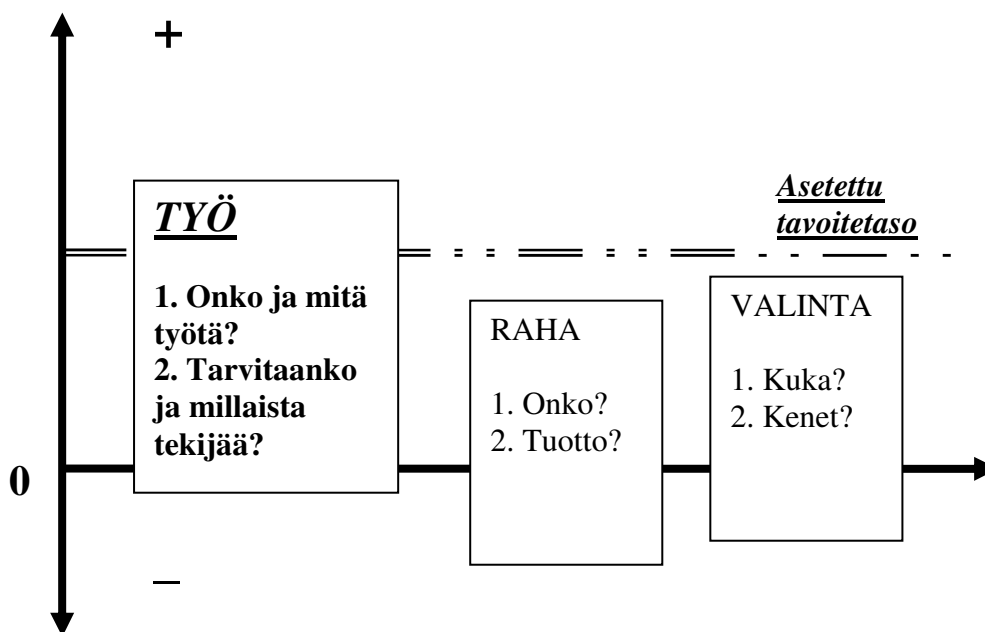 +
TYÖ
1. Onko ja mitä
työtä?
2. Tarvitaanko
ja millaista
tekijää?
Asetettu
tavoitetaso
RAHA
1. Onko?
2. Tuotto?
VALINTA
1. Kuka?
2. Kenet?
0
–